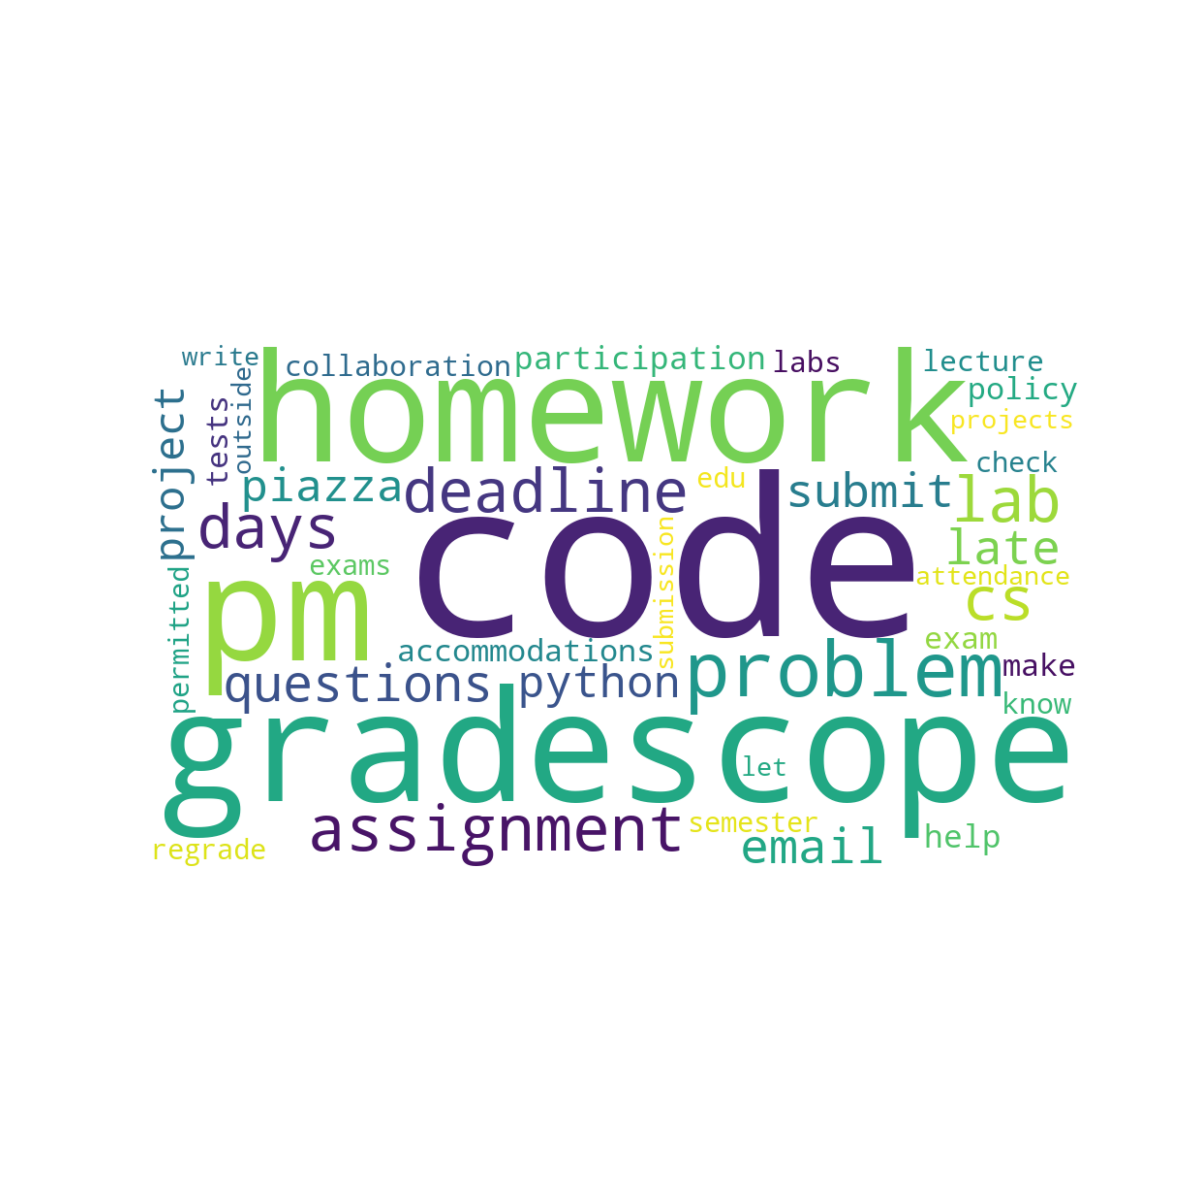 write
collaboration
participation
labs
lecture
homework
policy
projects
project
tests
outside
check
piazza
deadline
edu
submit
lab
days
code
late
exams
attendance
pm
cs
permitted
submission
accommodations
exam
problem
make
questions
python
know
gradescope
let
assignment
semester
email
help
regrade